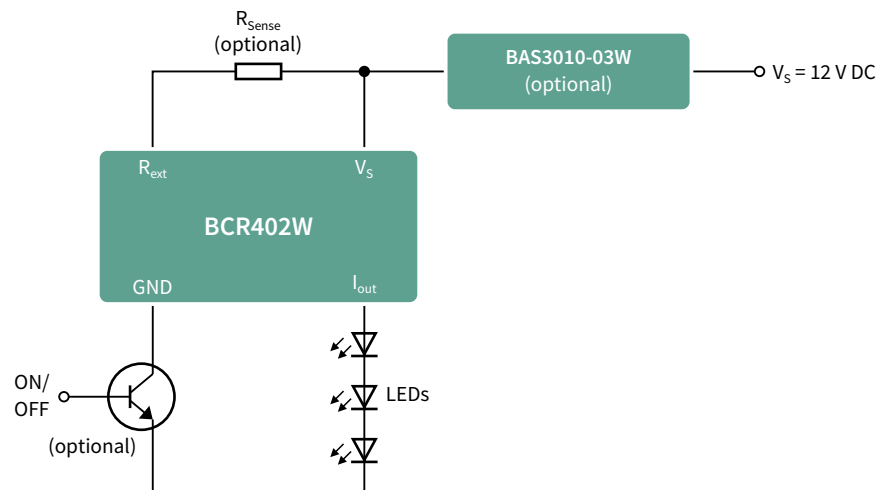 R_Sense
(optional)
BAS3010-03W
(optional)
V_S = 12 V DC
R_ext
V_S
BCR402W
GND
I_out
ON/
OFF
(optional)
LEDs